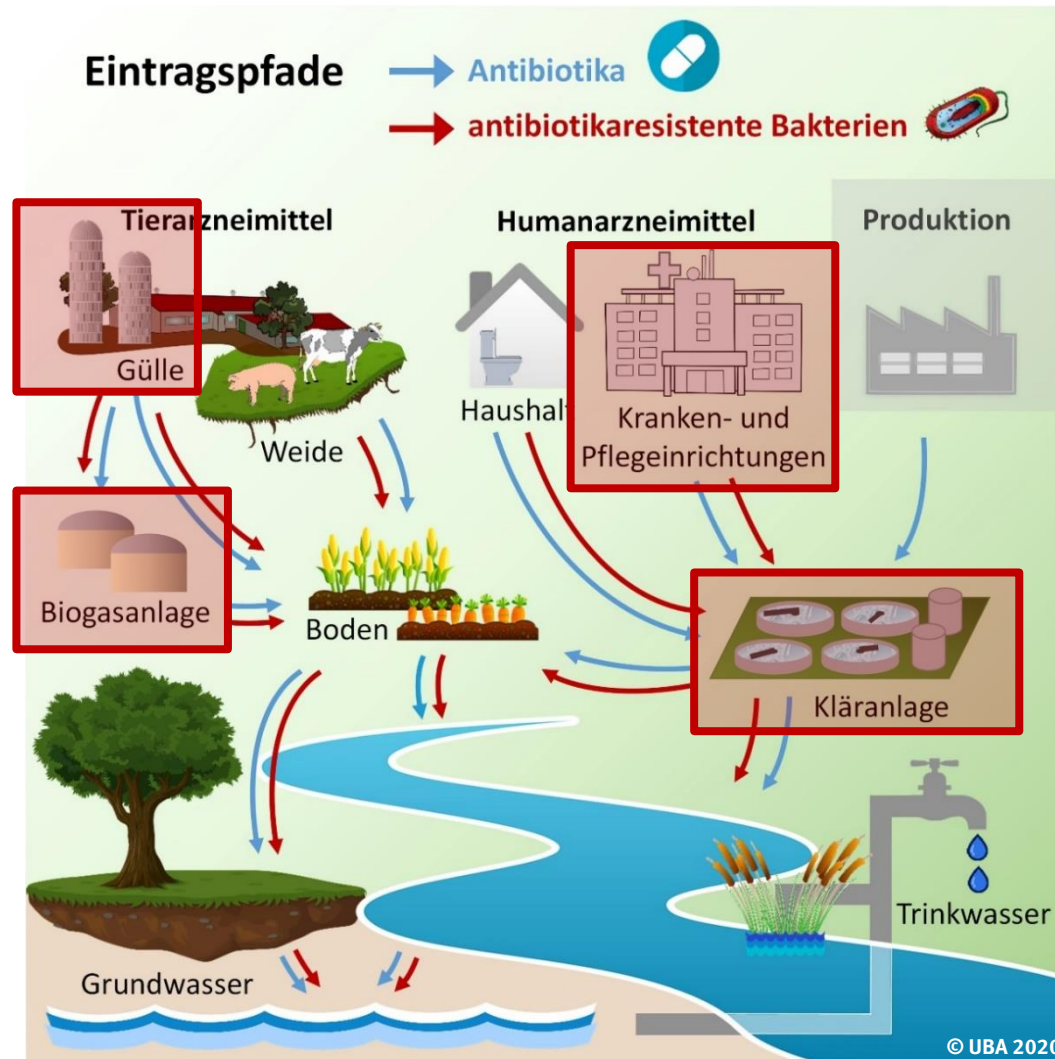 Eintragspfade
Antibiotika
antibiotikaresistente Bakterien
Tierarzneimittel
Humanarzneimittel
Produktion
Gülle
Weide
Haushalt
Kranken- und
Pflegeinrichtungen
Biogasanlage
Boden
Kläranlage
Trinkwasser
Grundwasser
© UBA 2020